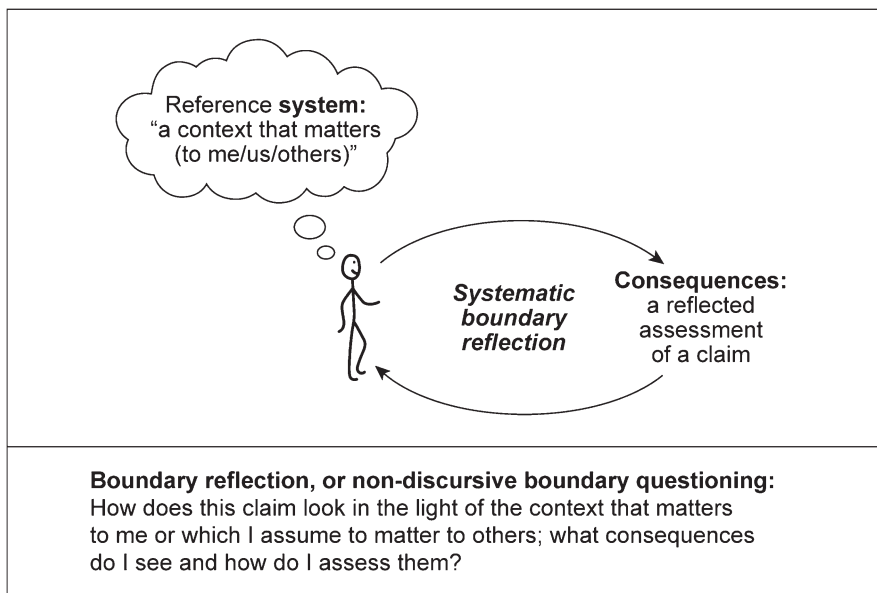 Reference system:
“a context that matters
(to me/us/others)”
Systematic
boundary
reflection
Consequences:
a reflected
assessment
of a claim
Boundary reflection, or non-discursive boundary questioning:
How does this claim look in the light of the context that matters
to me or which I assume to matter to others; what consequences
do I see and how do I assess them?